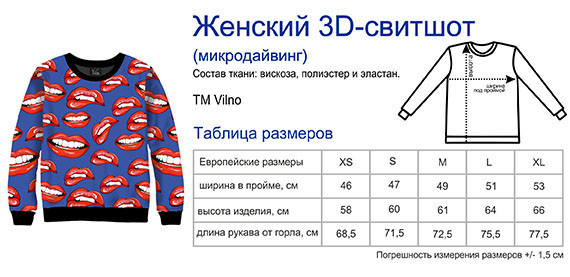 Женский 3D-свитшот
(микродайвинг)
Состав ткани: вискоза, полиэстер и эластан.
TM Vilno
высота
ширина
под проймой
Таблица размеров
Европейские размеры XS S M L XL
ширина в пройме, см 46 47 49 51 53
высота изделия, см 58 60 61 64 66
длина рукава от горла, см 68,5 71,5 72,5 75,5 77,5
Погрешность измерения размеров +/- 1,5 см